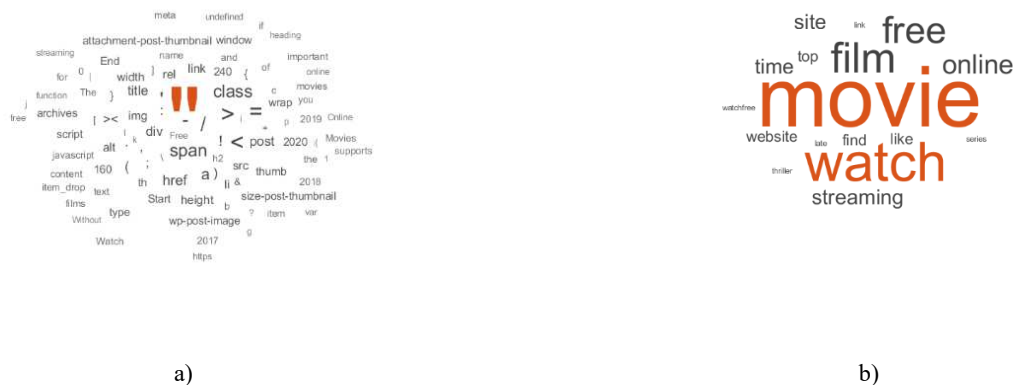 meta undefined
if
attachment-post-thumbnail window heading
streaming End name and important
for 0 | width ] rel link 240 { of online
function The } title class movies
j archives [ >< img : " - / > | = wrap you
free " 2019 Online
script div Free ! < post 2020 ( Movies
javascript alt . , k span h2 the 1 supports
content 160 ( ; \ src thumb
item_drop text th href a ) li & 2018
films Start height b size-post-thumbnail
Without type wp-post-image ? item var
g
Watch 2017
https
a)
site link free
time top film online
movie
watchfree
website late find like series
thriller watch
streaming
b)